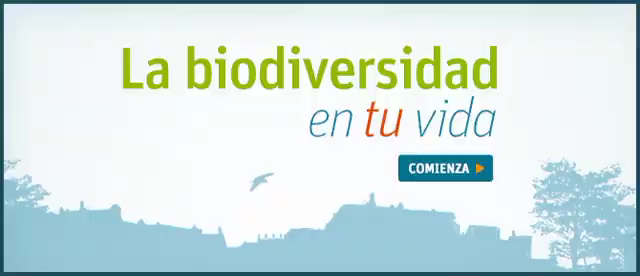 La biodiversidad
en tu vida
COMIENZA